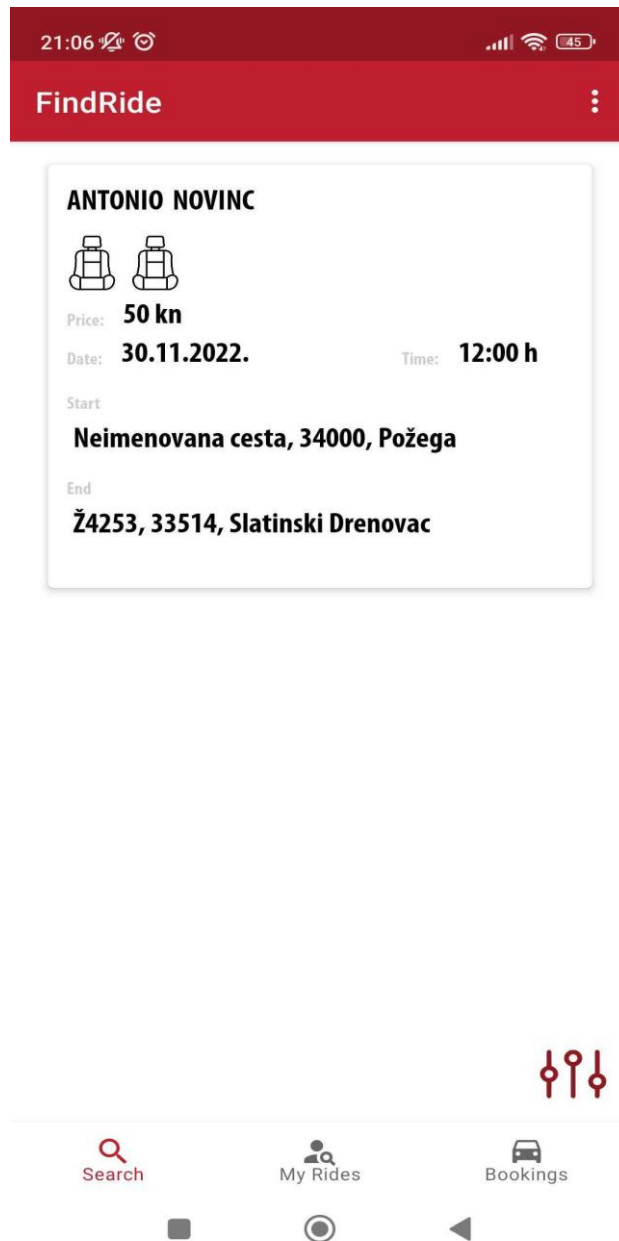 21:06 45
FindRide
ANTONIO NOVINC
Price: 50 kn
Date: 30.11.2022. Time: 12:00 h
Start
Neimenovana cesta, 34000, Požega
End
Ž4253, 33514, Slatinski Drenovac
Search My Rides Bookings